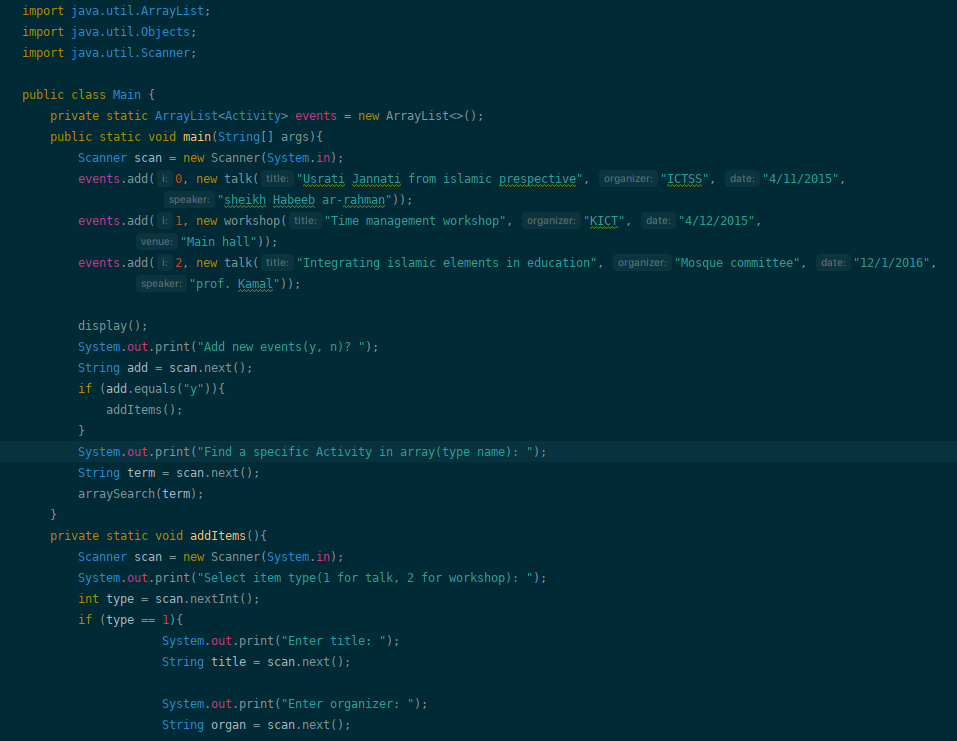 import java.util.ArrayList;
import java.util.Objects;
import java.util.Scanner;
public class Main {
private static ArrayList<Activity> events = new ArrayList<>();
public static void main(String[] args){
Scanner scan = new Scanner(System.in);
events.add( i: 0, new talk( title: "Usrati Jannati from islamic prespective", organizer: "ICTSS", date: "4/11/2015",
speaker: "sheikh Habeeb ar-rahman"));
events.add( i: 1, new workshop( title: "Time management workshop", organizer: "KICT", date: "4/12/2015",
venue: "Main hall"));
events.add( i: 2, new talk( title: "Integrating islamic elements in education", organizer: "Mosque committee", date: "12/1/2016",
speaker: "prof. Kamal"));
display();
System.out.print("Add new events(y, n)? ");
String add = scan.next();
if (add.equals("y")){
addItems();
}
System.out.print("Find a specific Activity in array(type name): ");
String term = scan.next();
arraySearch(term);
}
private static void addItems(){
Scanner scan = new Scanner(System.in);
System.out.print("Select item type(1 for talk, 2 for workshop): ");
int type = scan.nextInt();
if (type == 1){
System.out.print("Enter title: ");
String title = scan.next();
System.out.print("Enter organizer: ");
String organ = scan.next();